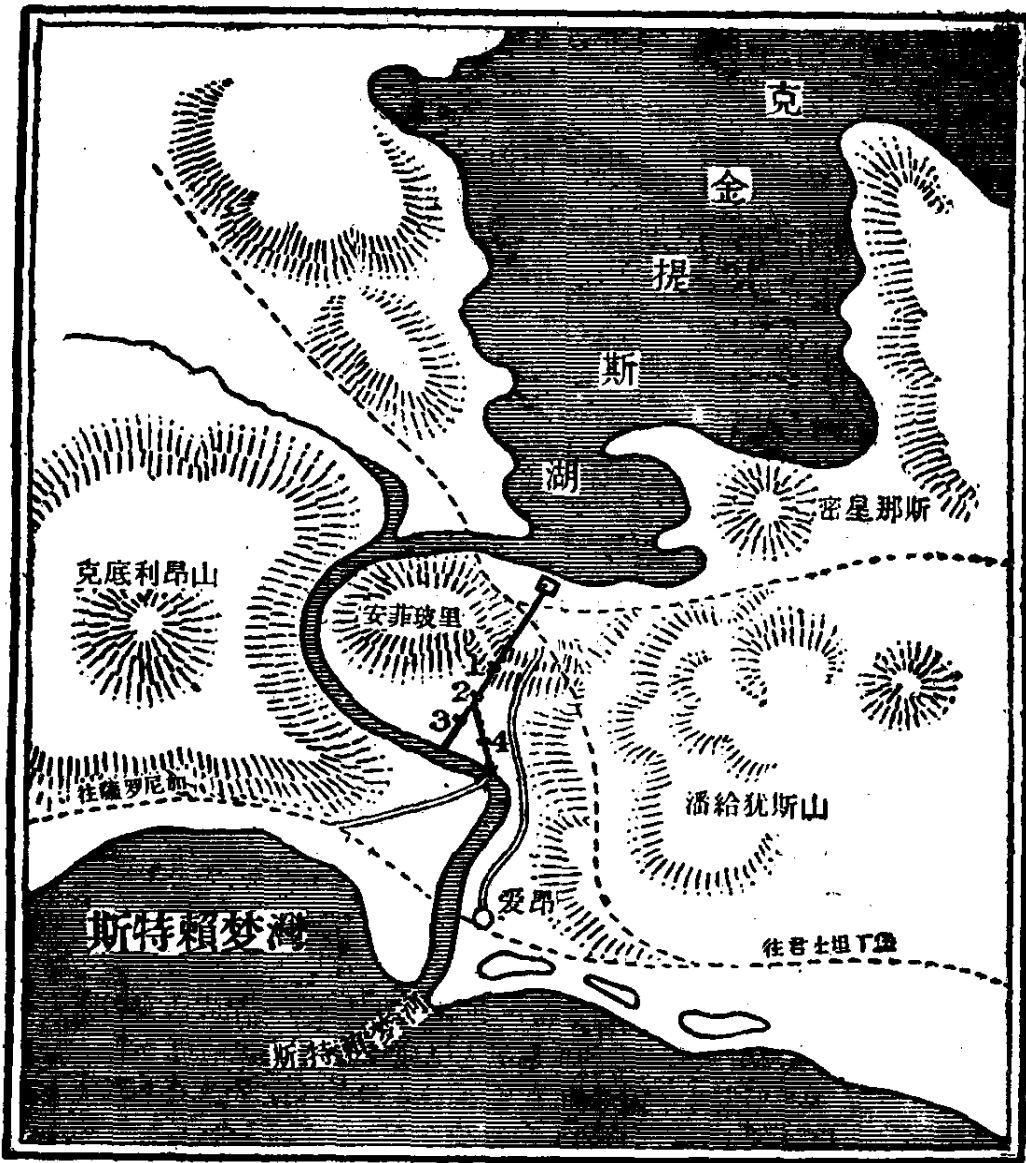 克金提斯湖
密星那斯
克底利昂山
安菲玻里
1
2
3
4
往薩罗尼加
潘給犹斯山
爱昂
斯特賴梦灣
往君士坦丁堡
斯特賴梦河